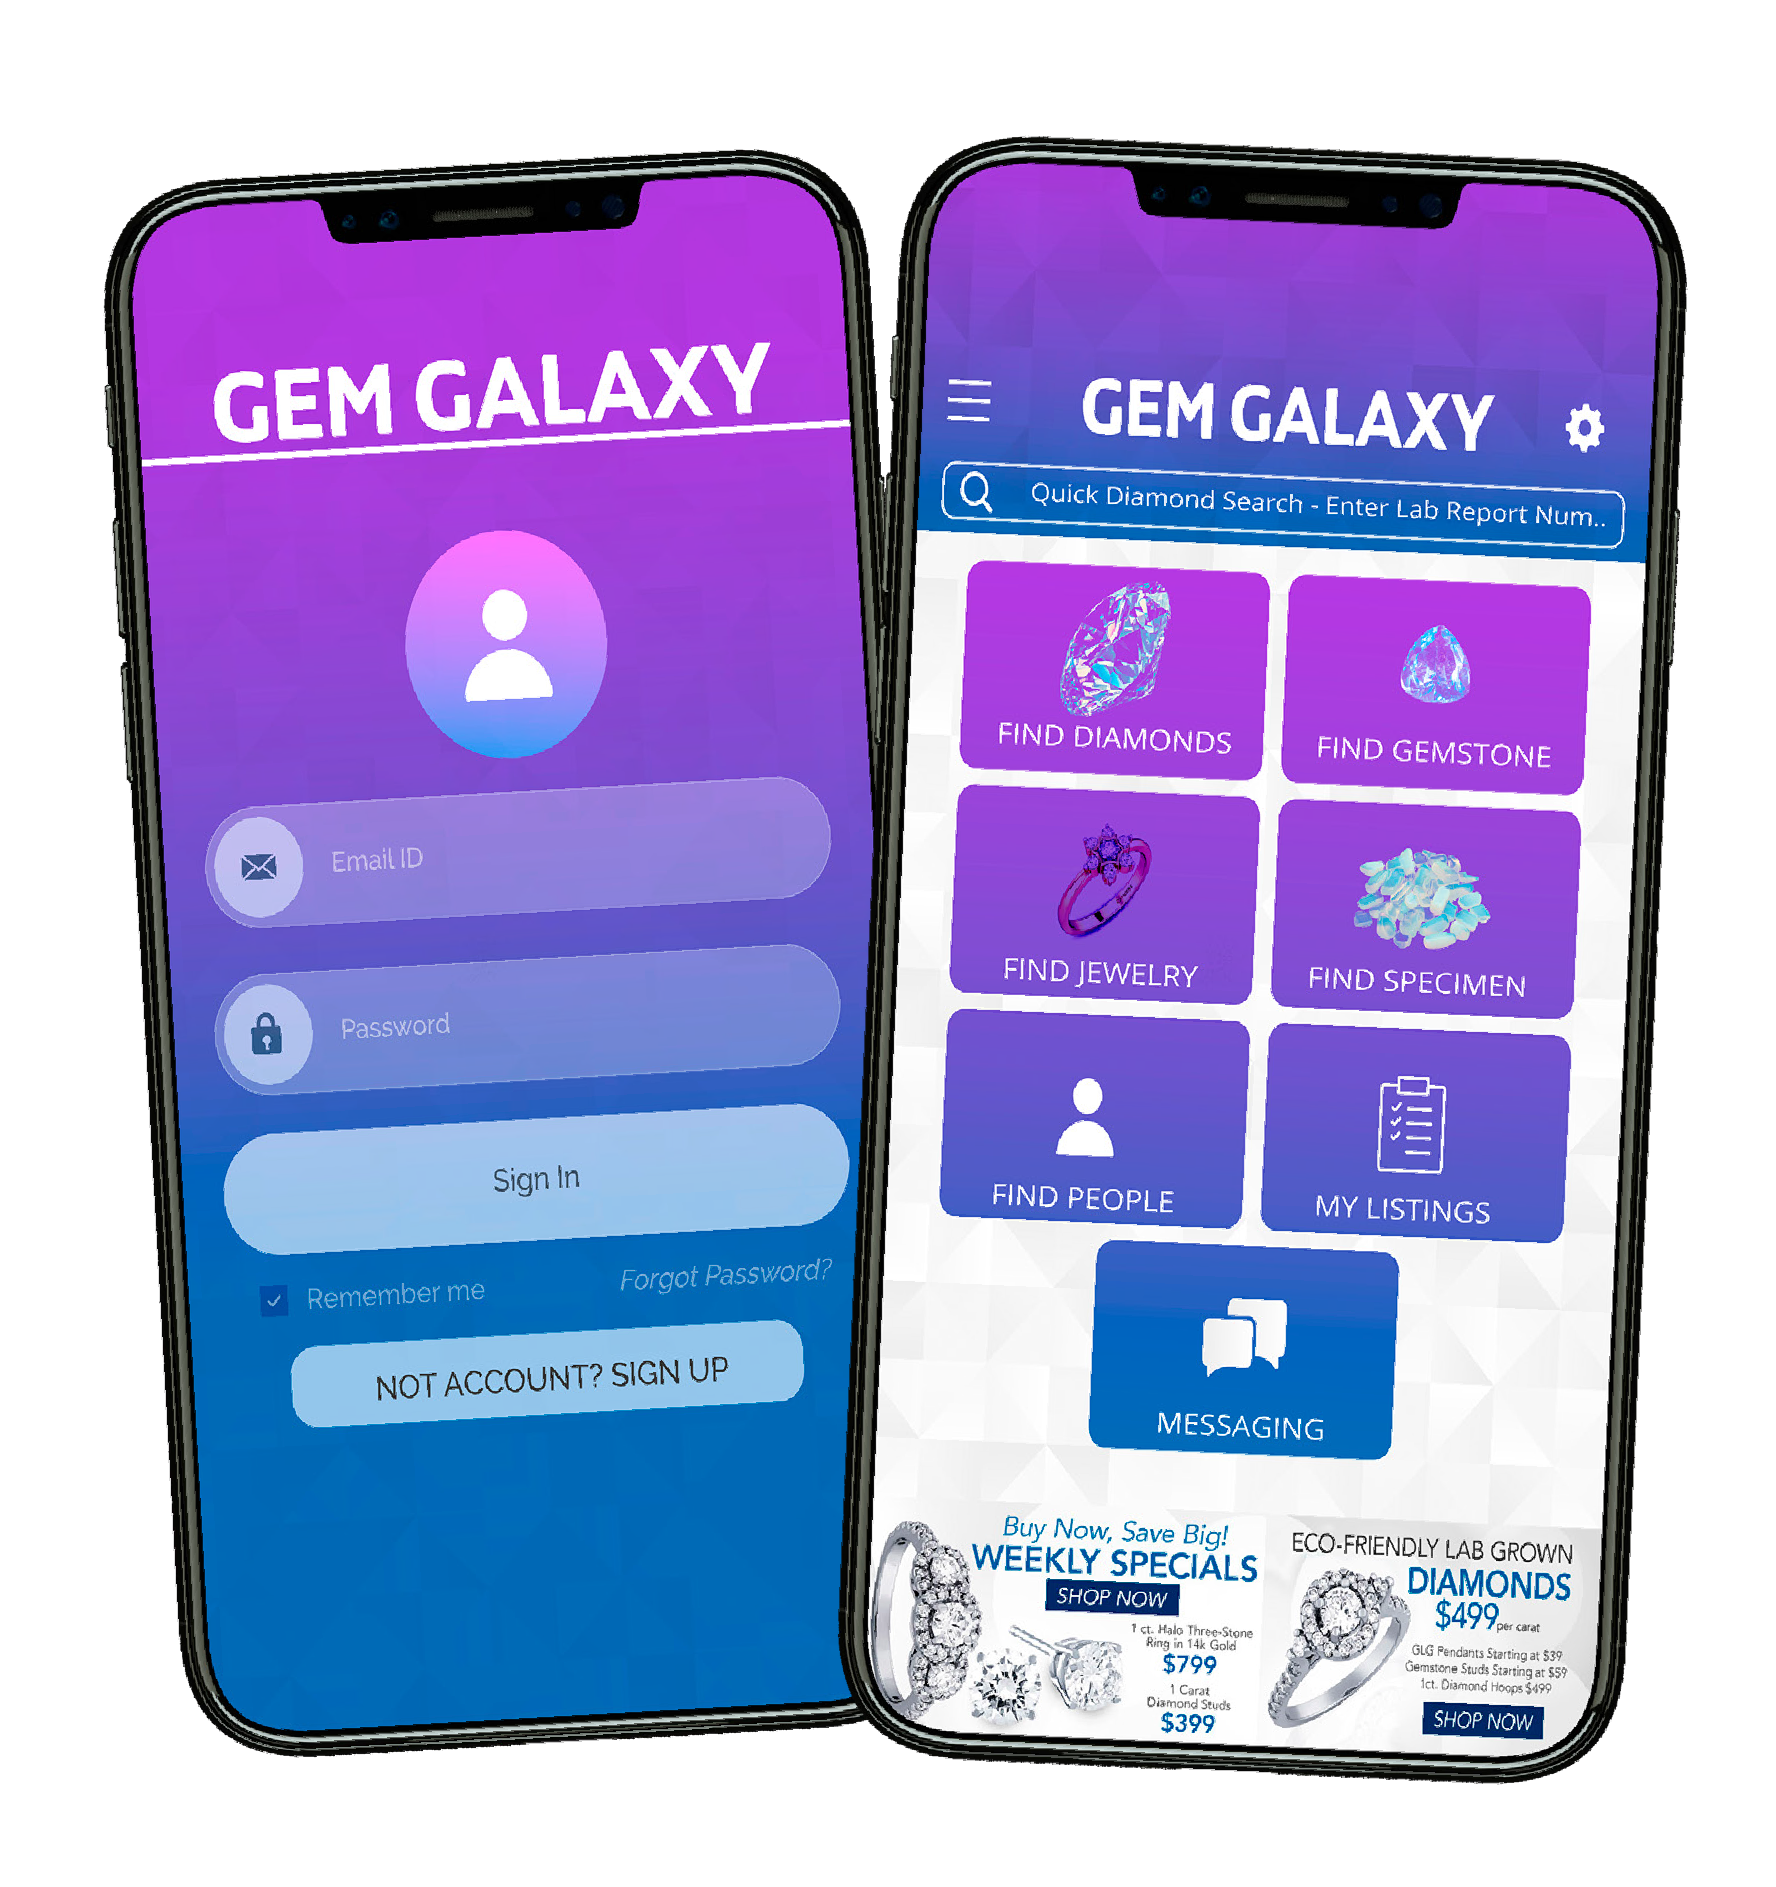 GEM GALAXY
Email ID
Password
Sign In
Remember me
Forgot Password?
NOT ACCOUNT? SIGN UP
GEM GALAXY
Quick Diamond Search - Enter Lab Report Num..
FIND DIAMONDS
FIND GEMSTONE
FIND JEWELRY
FIND SPECIMEN
FIND PEOPLE
MY LISTINGS
MESSAGING
Buy Now, Save Big!
WEEKLY SPECIALS
SHOP NOW
1 ct. Halo Three-Stone
Ring in 14k Gold
$799
1 Carat
Diamond Studs
$399
ECO-FRIENDLY LAB GROWN
DIAMONDS
$499 per carat
GLG Pendants Starting at $39
Gemstone Studs Starting at $59
1ct. Diamond Hoops $499
SHOP NOW